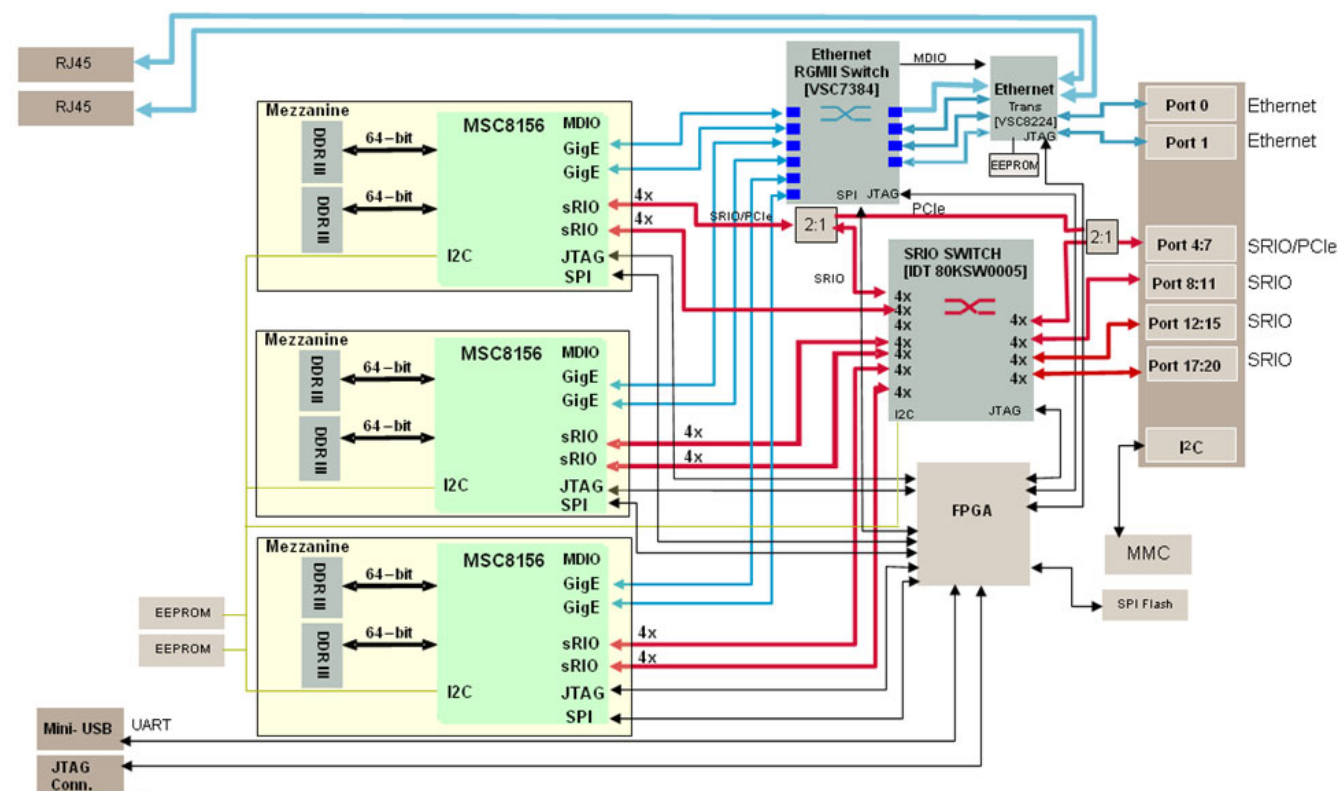 RJ45
RJ45
Ethernet
RGMII Switch
[VSC7384]
SPI JTAG
MDIO
Ethernet
Trans
[VSC8224]
JTAG
EEPROM
Port 0
Ethernet
Port 1
Ethernet
Port 4:7
SRIO/PCIe
Port 8:11
SRIO
Port 12:15
SRIO
Port 17:20
SRIO
I²C
Mezzanine
DDR III
64-bit
DDR III
64-bit
MSC8156
MDIO
GigE
GigE
sRIO
sRIO
I2C
JTAG
SPI
4x
4x
SRIO/PCIe
2:1
PCIe
2:1
SRIO
SRIO SWITCH
[IDT 80KSW0005]
4x
4x
4x
4x
4x
4x
4x
4x
4x
4x
4x
I2C
JTAG
Mezzanine
DDR III
64-bit
DDR III
64-bit
MSC8156
MDIO
GigE
GigE
sRIO
sRIO
I2C
JTAG
SPI
4x
4x
FPGA
MMC
SPI Flash
Mezzanine
DDR III
64-bit
DDR III
64-bit
MSC8156
MDIO
GigE
GigE
sRIO
sRIO
I2C
JTAG
SPI
4x
4x
EEPROM
EEPROM
Mini- USB
UART
JTAG
Conn.